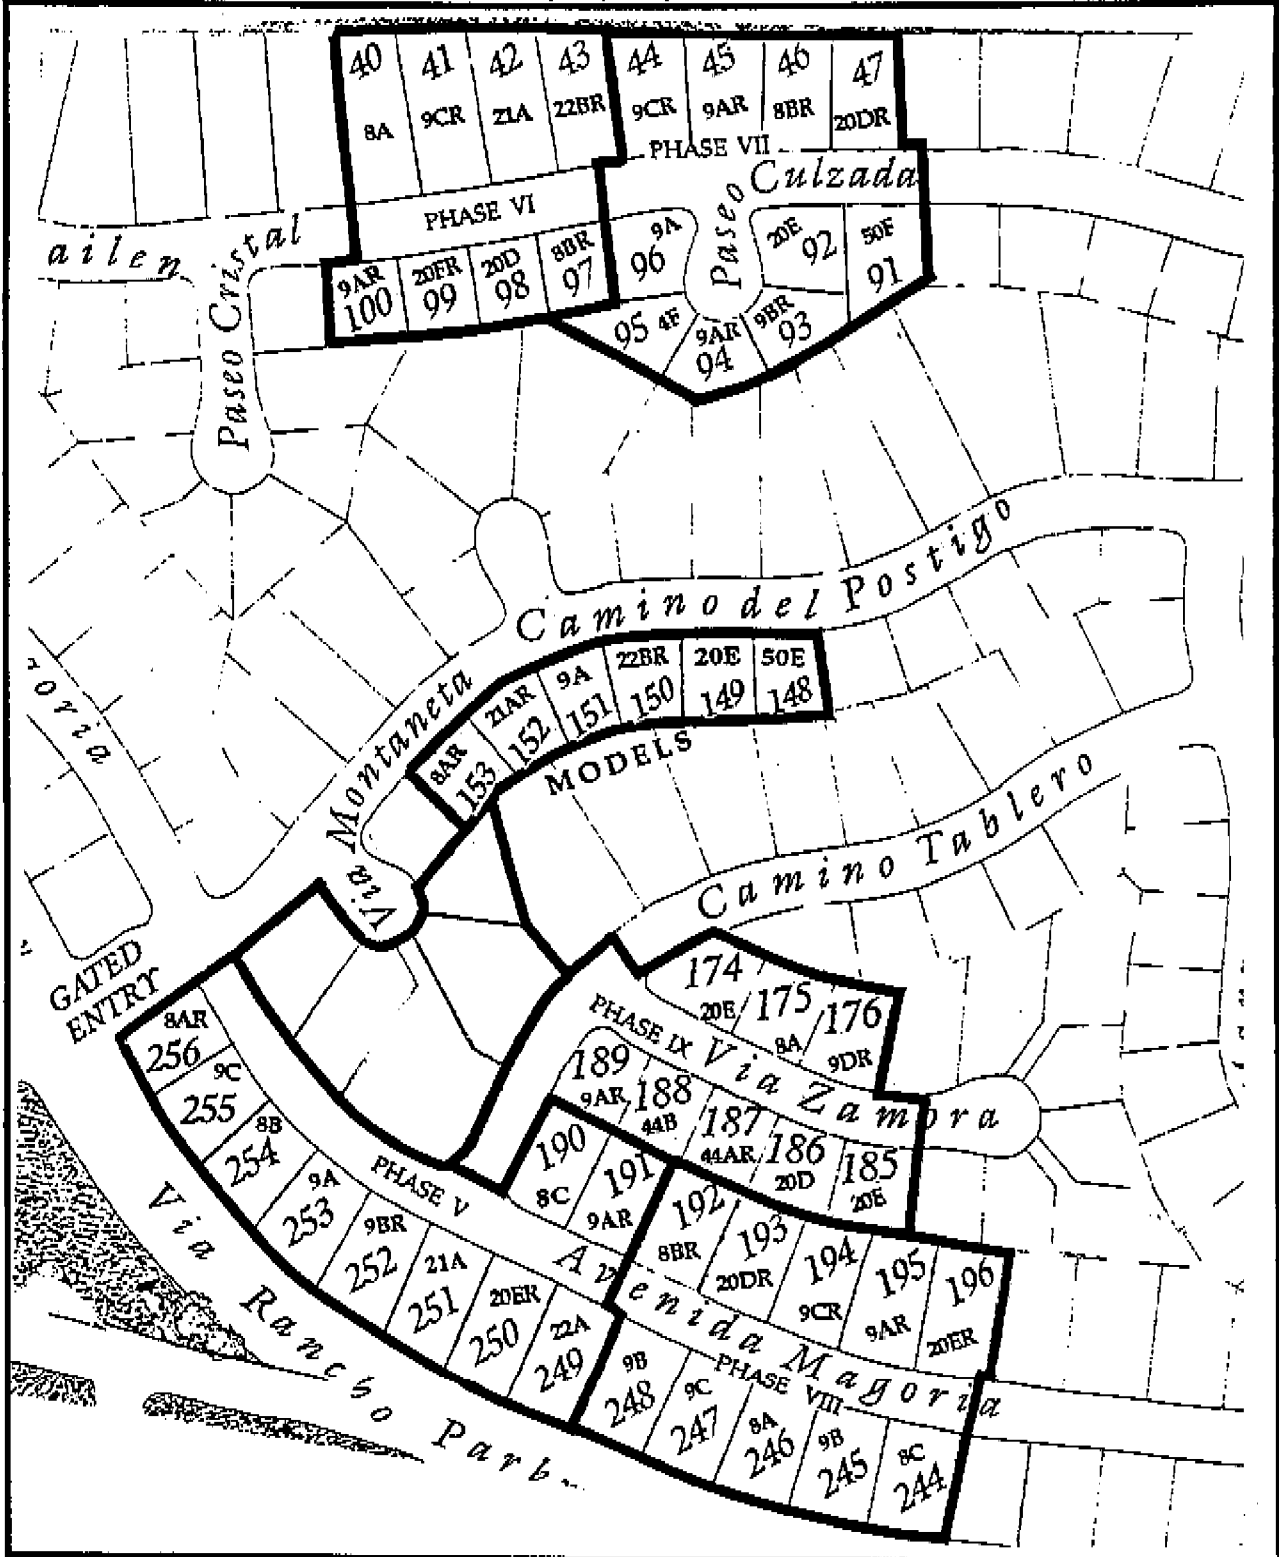 40 41 42 43 44 45 46 47
8A 9CR 21A 22BR 9CR 9AR 8BR 20DR
PHASE VII
Paseo Culzada
PHASE VI
ailen
Paseo Cristal
9AR 20FR 20D 8BR 9A 20E 50F
100 99 98 97 96 92 91
95 4F 9AR 9BR
94 93
Camino del Postigo
oria
Via Montaneta
8AR 21AR 9A 22BR 20E 50E
153 152 151 150 149 148
MODELS
Camino Tablero
GATED
ENTRY
174 175 176
20E 8A 9DR
PHASE IX
Via Zamora
189 188 187 186 185
9AR 44B 44AR 20D 20E
190 191
8C 9AR
PHASE V
Avenida Magoria
192 193 194 195 196
8BR 20DR 9CR 9AR 20ER
8AR 9C 8B 9A 9BR 21A 20ER 22A
256 255 254 253 252 251 250 249
PHASE VIII
9B 9C 8A 9B 8C
248 247 246 245 244
Via Rancho Park